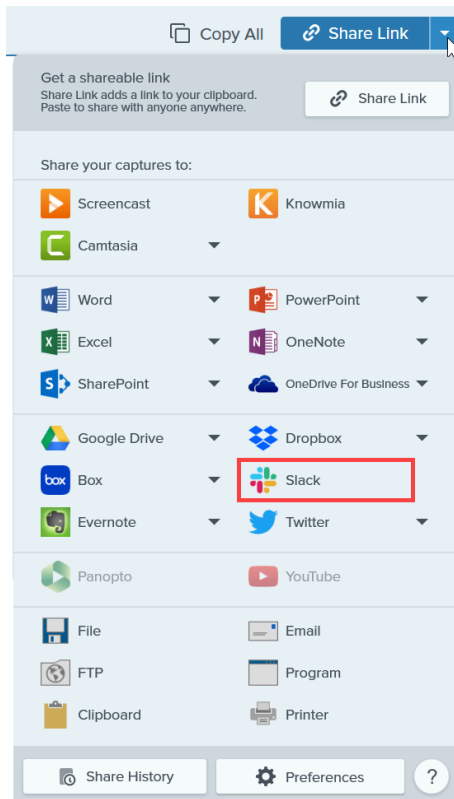 Copy All
Share Link
Get a shareable link
Share Link adds a link to your clipboard.
Paste to share with anyone anywhere.
Share Link
Share your captures to:
Screencast
Knowmia
Camtasia
Word
PowerPoint
Excel
OneNote
SharePoint
OneDrive For Business
Google Drive
Dropbox
box
Box
Slack
Evernote
Twitter
Panopto
YouTube
File
Email
FTP
Program
Clipboard
Printer
Share History
Preferences
?